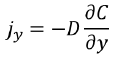 j_y = −D ∂C/∂y